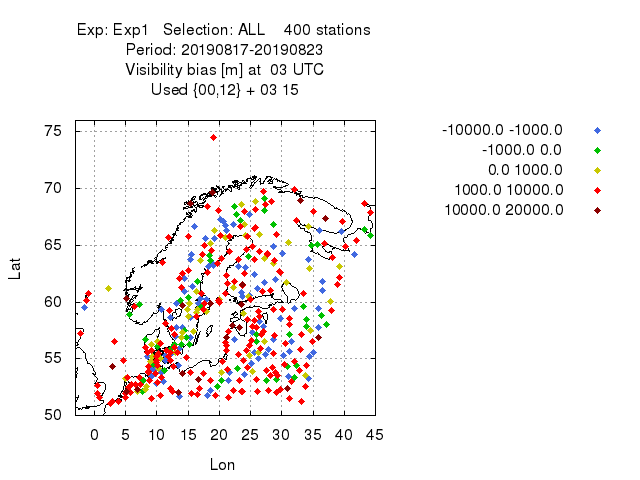 Exp: Exp1   Selection: ALL    400 stations
Period: 20190817-20190823
Visibility bias [m] at  03 UTC
Used {00,12} + 03 15
-10000.0 -1000.0
-1000.0 0.0
0.0 1000.0
1000.0 10000.0
10000.0 20000.0
75
70
65
60
55
50
Lat
0 5 10 15 20 25 30 35 40 45
Lon